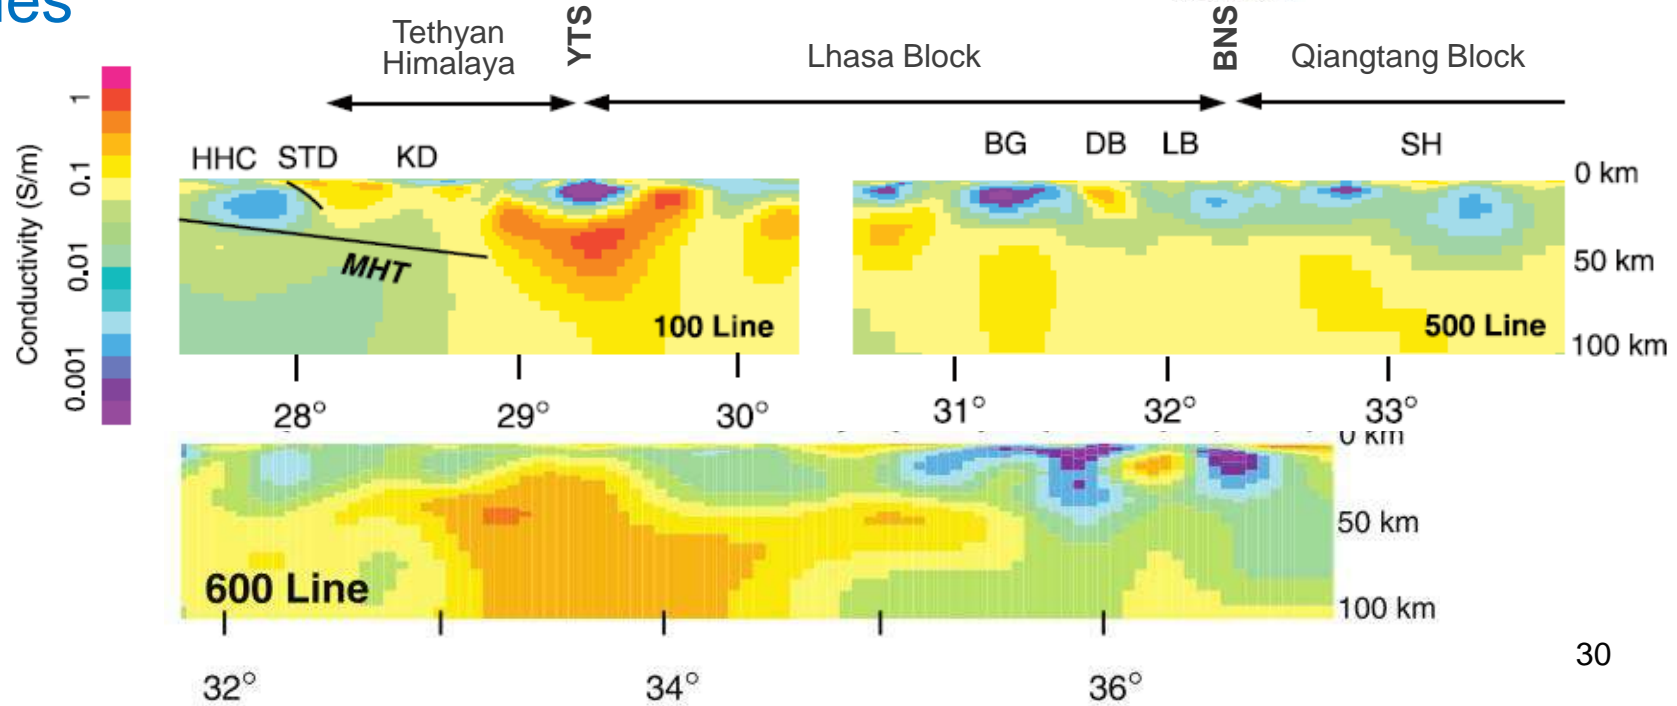 Tethyan
Himalaya
YTS
Lhasa Block
BNS
Qiangtang Block
Conductivity (S/m)
1
0.1
0.01
0.001
HHC STD KD
BG DB LB SH
MHT
100 Line
500 Line
0 km
50 km
100 km
28° 29° 30° 31° 32° 33°
600 Line
0 km
50 km
100 km
32° 34° 36°
30